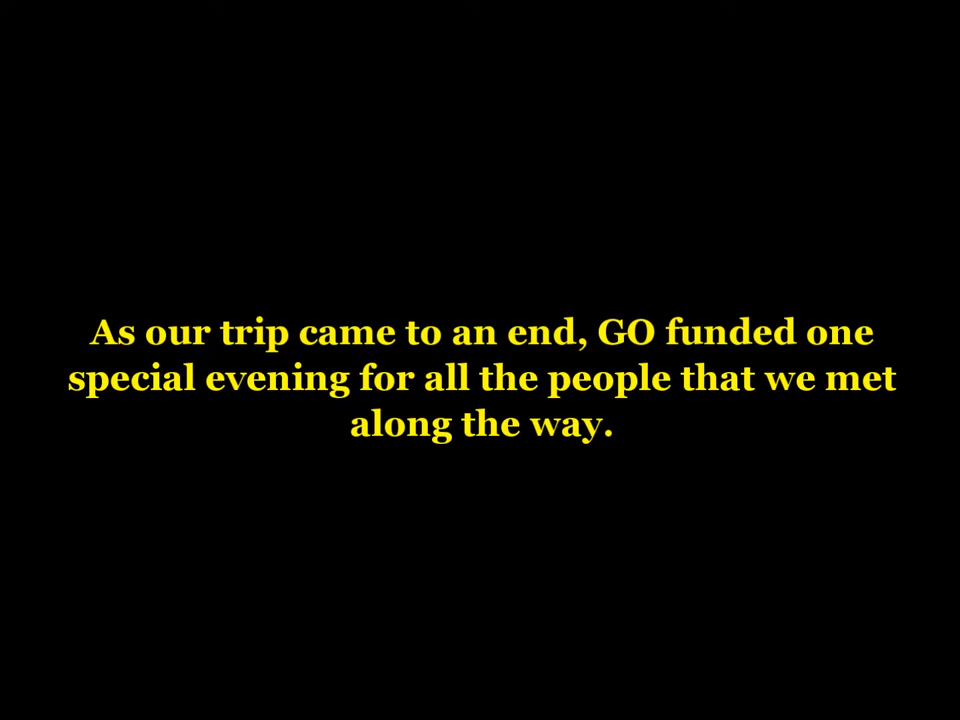 As our trip came to an end, GO funded one
special evening for all the people that we met
along the way.